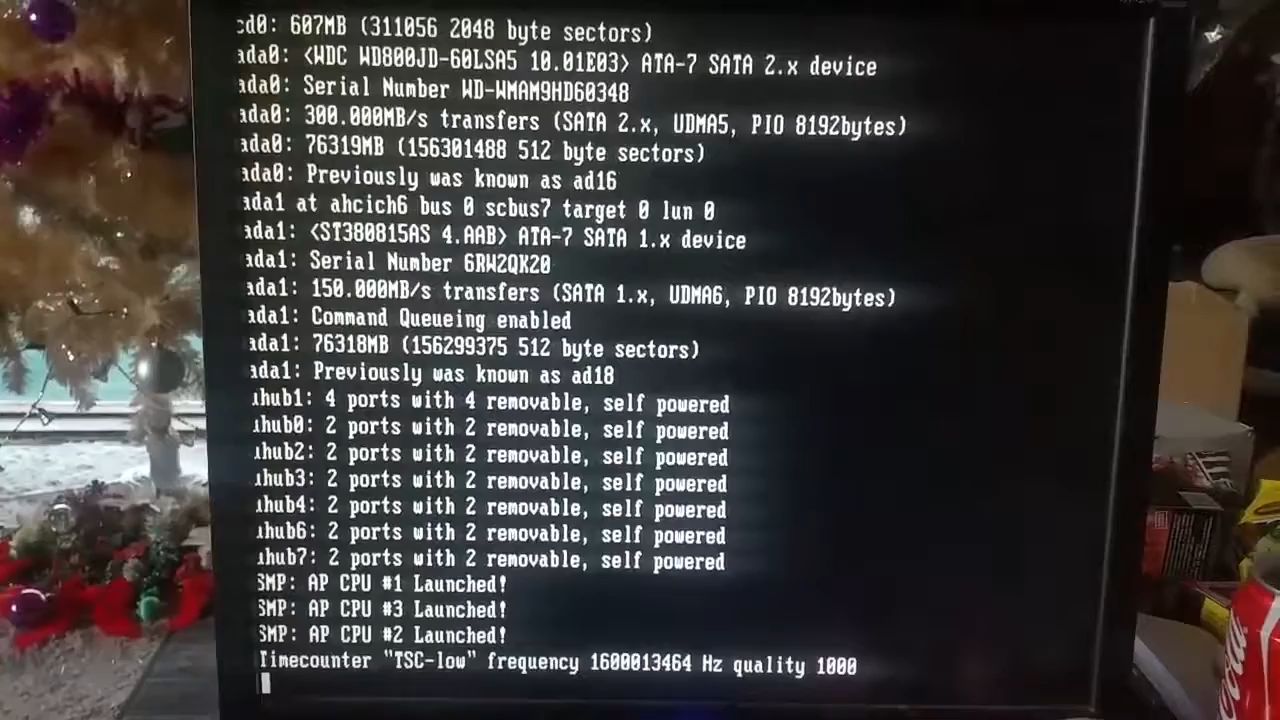 cd0: 607MB (311056 2048 byte sectors)
ada0: <WDC WD800JD-60LSA5 10.01E03> ATA-7 SATA 2.x device
ada0: Serial Number WD-WMAM9HD60348
ada0: 300.000MB/s transfers (SATA 2.x, UDMA5, PIO 8192bytes)
ada0: 76319MB (156301488 512 byte sectors)
ada0: Previously was known as ad16
ada1 at ahcich6 bus 0 scbus7 target 0 lun 0
ada1: <ST380815AS 4.AAB> ATA-7 SATA 1.x device
ada1: Serial Number 6RW2QK20
ada1: 150.000MB/s transfers (SATA 1.x, UDMA6, PIO 8192bytes)
ada1: Command Queueing enabled
ada1: 76318MB (156299375 512 byte sectors)
ada1: Previously was known as ad18
uhub1: 4 ports with 4 removable, self powered
uhub0: 2 ports with 2 removable, self powered
uhub2: 2 ports with 2 removable, self powered
uhub3: 2 ports with 2 removable, self powered
uhub4: 2 ports with 2 removable, self powered
uhub6: 2 ports with 2 removable, self powered
uhub7: 2 ports with 2 removable, self powered
SMP: AP CPU #1 Launched!
SMP: AP CPU #3 Launched!
SMP: AP CPU #2 Launched!
Timecounter "TSC-low" frequency 1600013464 Hz quality 1000